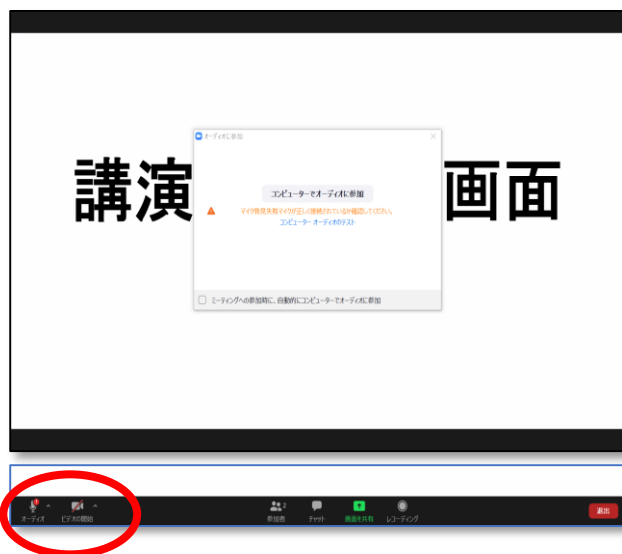 オーディオに参加
講演 画面
コンピューターでオーディオに参加
マイク発見失敗マイクが正しく接続されているか確認してください。
コンピューター オーディオのテスト
ミーティングへの参加時に、自動的にコンピューターでオーディオに参加
オーディオ ビデオの開始 参加者 2 チャット 画面を共有 レコーディング 退出